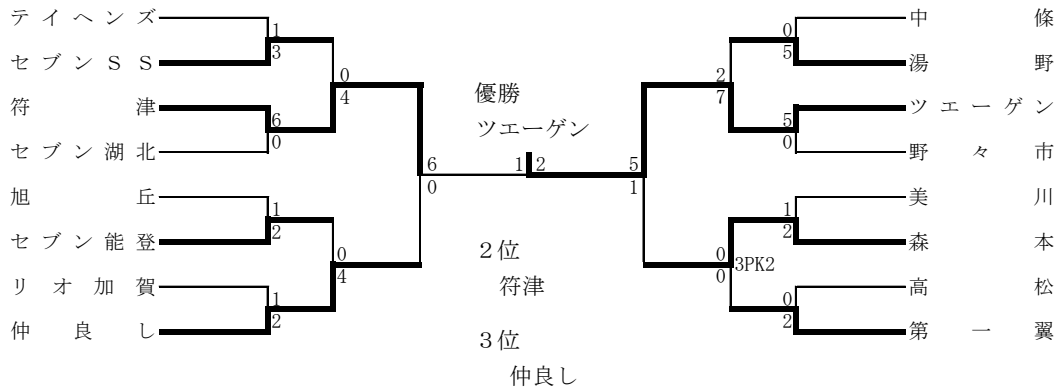 テイヘンズ
1
3
セブンＳＳ
0
4
符津
6
0
セブン湖北
6
0
旭丘
1
2
セブン能登
0
4
リオ加賀
1
2
仲良し
優勝
ツエーゲン
1 2
２位
符津
３位
仲良し
中條
0
5
湯野
2
7
ツエーゲン
5
0
野々市
5
1
美川
1
2
森本
0
0
3PK2
高松
0
2
第一翼